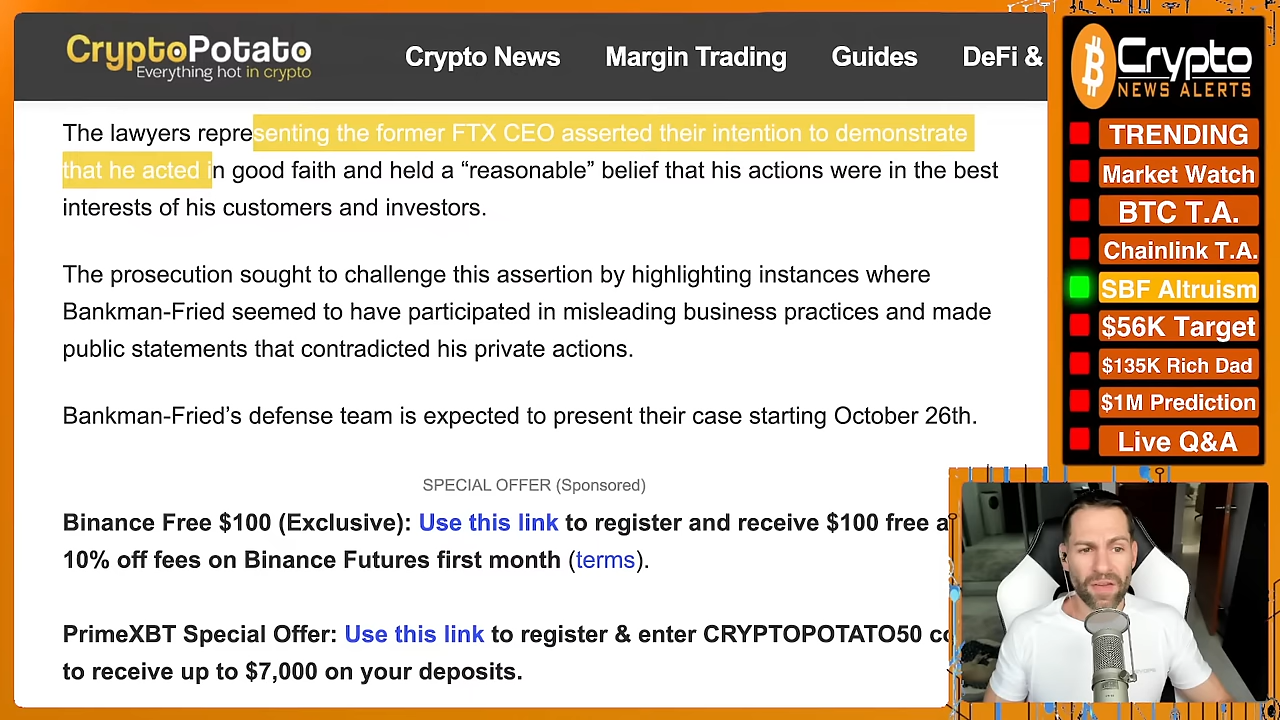 CryptoPotato
Everything hot in crypto
Crypto News
Margin Trading
Guides
DeFi &
The lawyers representing the former FTX CEO asserted their intention to demonstrate
that he acted in good faith and held a “reasonable” belief that his actions were in the best
interests of his customers and investors.
The prosecution sought to challenge this assertion by highlighting instances where
Bankman-Fried seemed to have participated in misleading business practices and made
public statements that contradicted his private actions.
Bankman-Fried’s defense team is expected to present their case starting October 26th.
SPECIAL OFFER (Sponsored)
Binance Free $100 (Exclusive): Use this link to register and receive $100 free a
10% off fees on Binance Futures first month (terms).
PrimeXBT Special Offer: Use this link to register & enter CRYPTOPOTATO50 co
to receive up to $7,000 on your deposits.
Crypto
NEWS ALERTS
TRENDING
Market Watch
BTC T.A.
Chainlink T.A.
SBF Altruism
$56K Target
$135K Rich Dad
$1M Prediction
Live Q&A